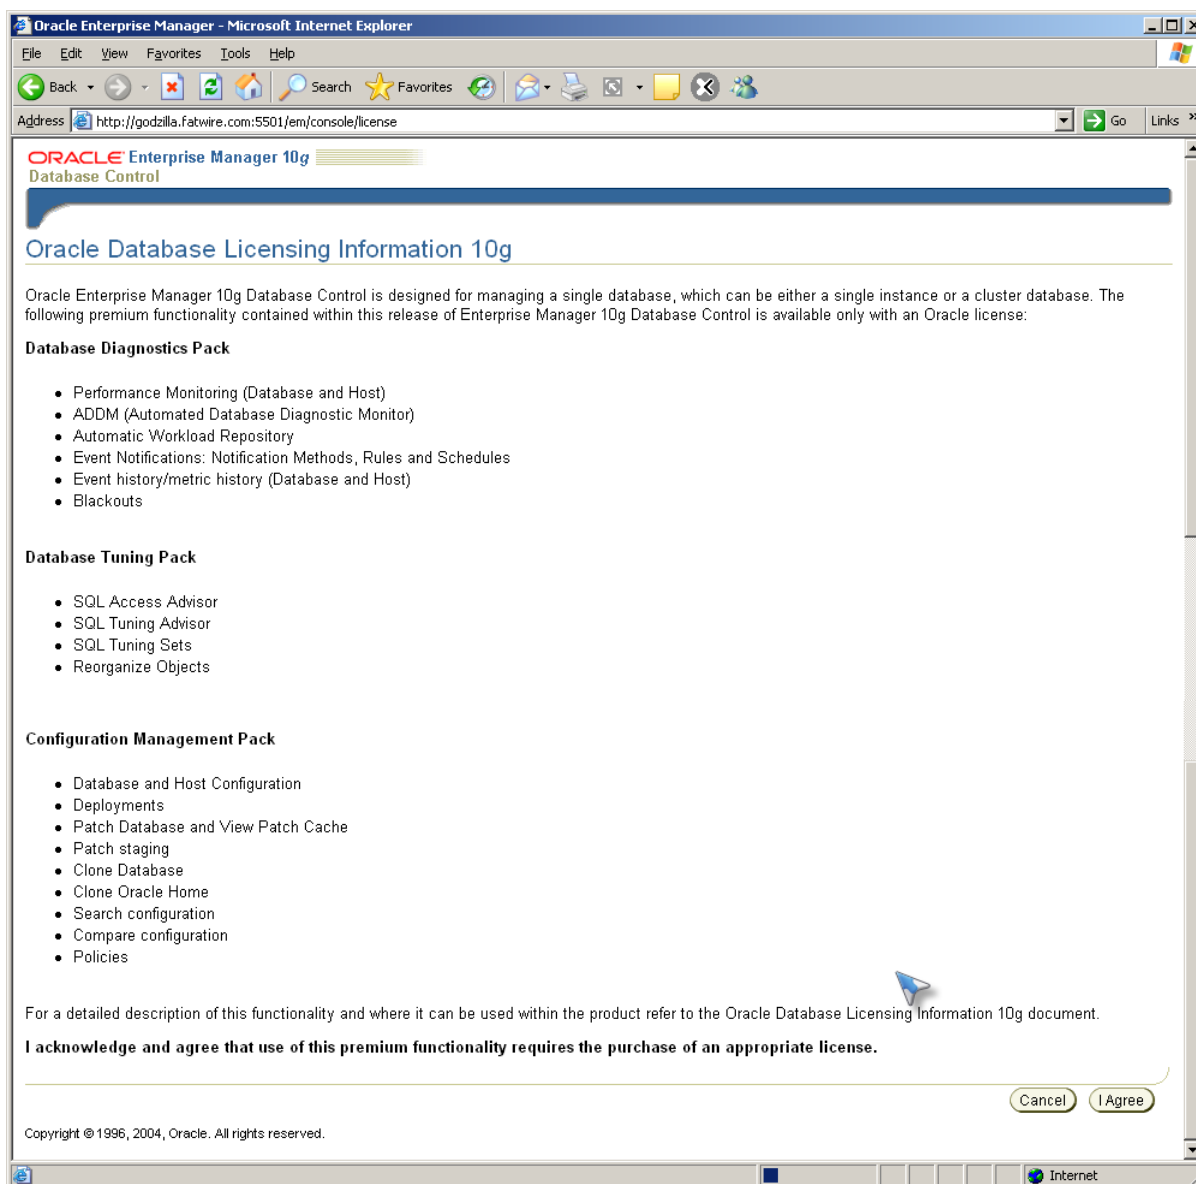 Oracle Enterprise Manager - Microsoft Internet Explorer
File Edit View Favorites Tools Help
Back Search Favorites
Address http://godzilla.fatwire.com:5501/em/console/license Go Links »
ORACLE Enterprise Manager 10g
Database Control
Oracle Database Licensing Information 10g
Oracle Enterprise Manager 10g Database Control is designed for managing a single database, which can be either a single instance or a cluster database. The
following premium functionality contained within this release of Enterprise Manager 10g Database Control is available only with an Oracle license:
Database Diagnostics Pack
• Performance Monitoring (Database and Host)
• ADDM (Automated Database Diagnostic Monitor)
• Automatic Workload Repository
• Event Notifications: Notification Methods, Rules and Schedules
• Event history/metric history (Database and Host)
• Blackouts
Database Tuning Pack
• SQL Access Advisor
• SQL Tuning Advisor
• SQL Tuning Sets
• Reorganize Objects
Configuration Management Pack
• Database and Host Configuration
• Deployments
• Patch Database and View Patch Cache
• Patch staging
• Clone Database
• Clone Oracle Home
• Search configuration
• Compare configuration
• Policies
For a detailed description of this functionality and where it can be used within the product refer to the Oracle Database Licensing Information 10g document.
I acknowledge and agree that use of this premium functionality requires the purchase of an appropriate license.
Cancel I Agree
Copyright © 1996, 2004, Oracle. All rights reserved.
Internet